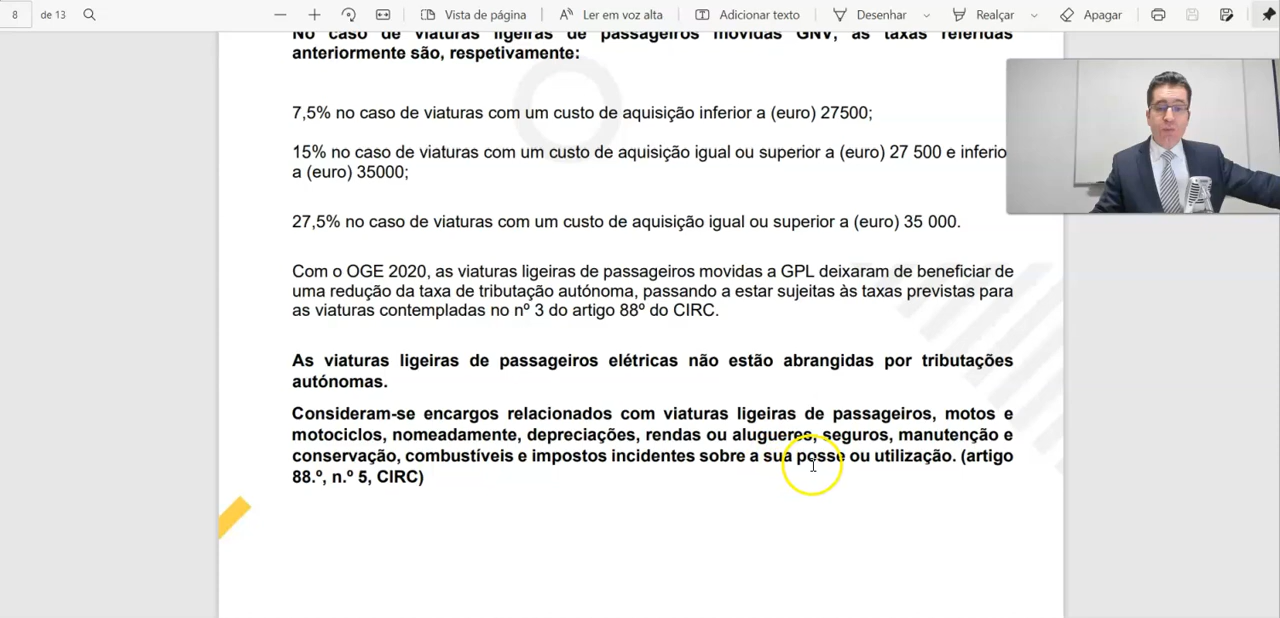 8 de 13 Vista de página Ler em voz alta Adicionar texto Desenhar Realçar Apagar
No caso de viaturas ligeiras de passageiros movidas GNV, as taxas referidas
anteriormente são, respetivamente:
7,5% no caso de viaturas com um custo de aquisição inferior a (euro) 27500;
15% no caso de viaturas com um custo de aquisição igual ou superior a (euro) 27 500 e inferio
a (euro) 35000;
27,5% no caso de viaturas com um custo de aquisição igual ou superior a (euro) 35 000.
Com o OGE 2020, as viaturas ligeiras de passageiros movidas a GPL deixaram de beneficiar de
uma redução da taxa de tributação autónoma, passando a estar sujeitas às taxas previstas para
as viaturas contempladas no nº 3 do artigo 88º do CIRC.
As viaturas ligeiras de passageiros elétricas não estão abrangidas por tributações
autónomas.
Consideram-se encargos relacionados com viaturas ligeiras de passageiros, motos e
motociclos, nomeadamente, depreciações, rendas ou alugueres, seguros, manutenção e
conservação, combustíveis e impostos incidentes sobre a sua posse ou utilização. (artigo
88.º, n.º 5, CIRC)